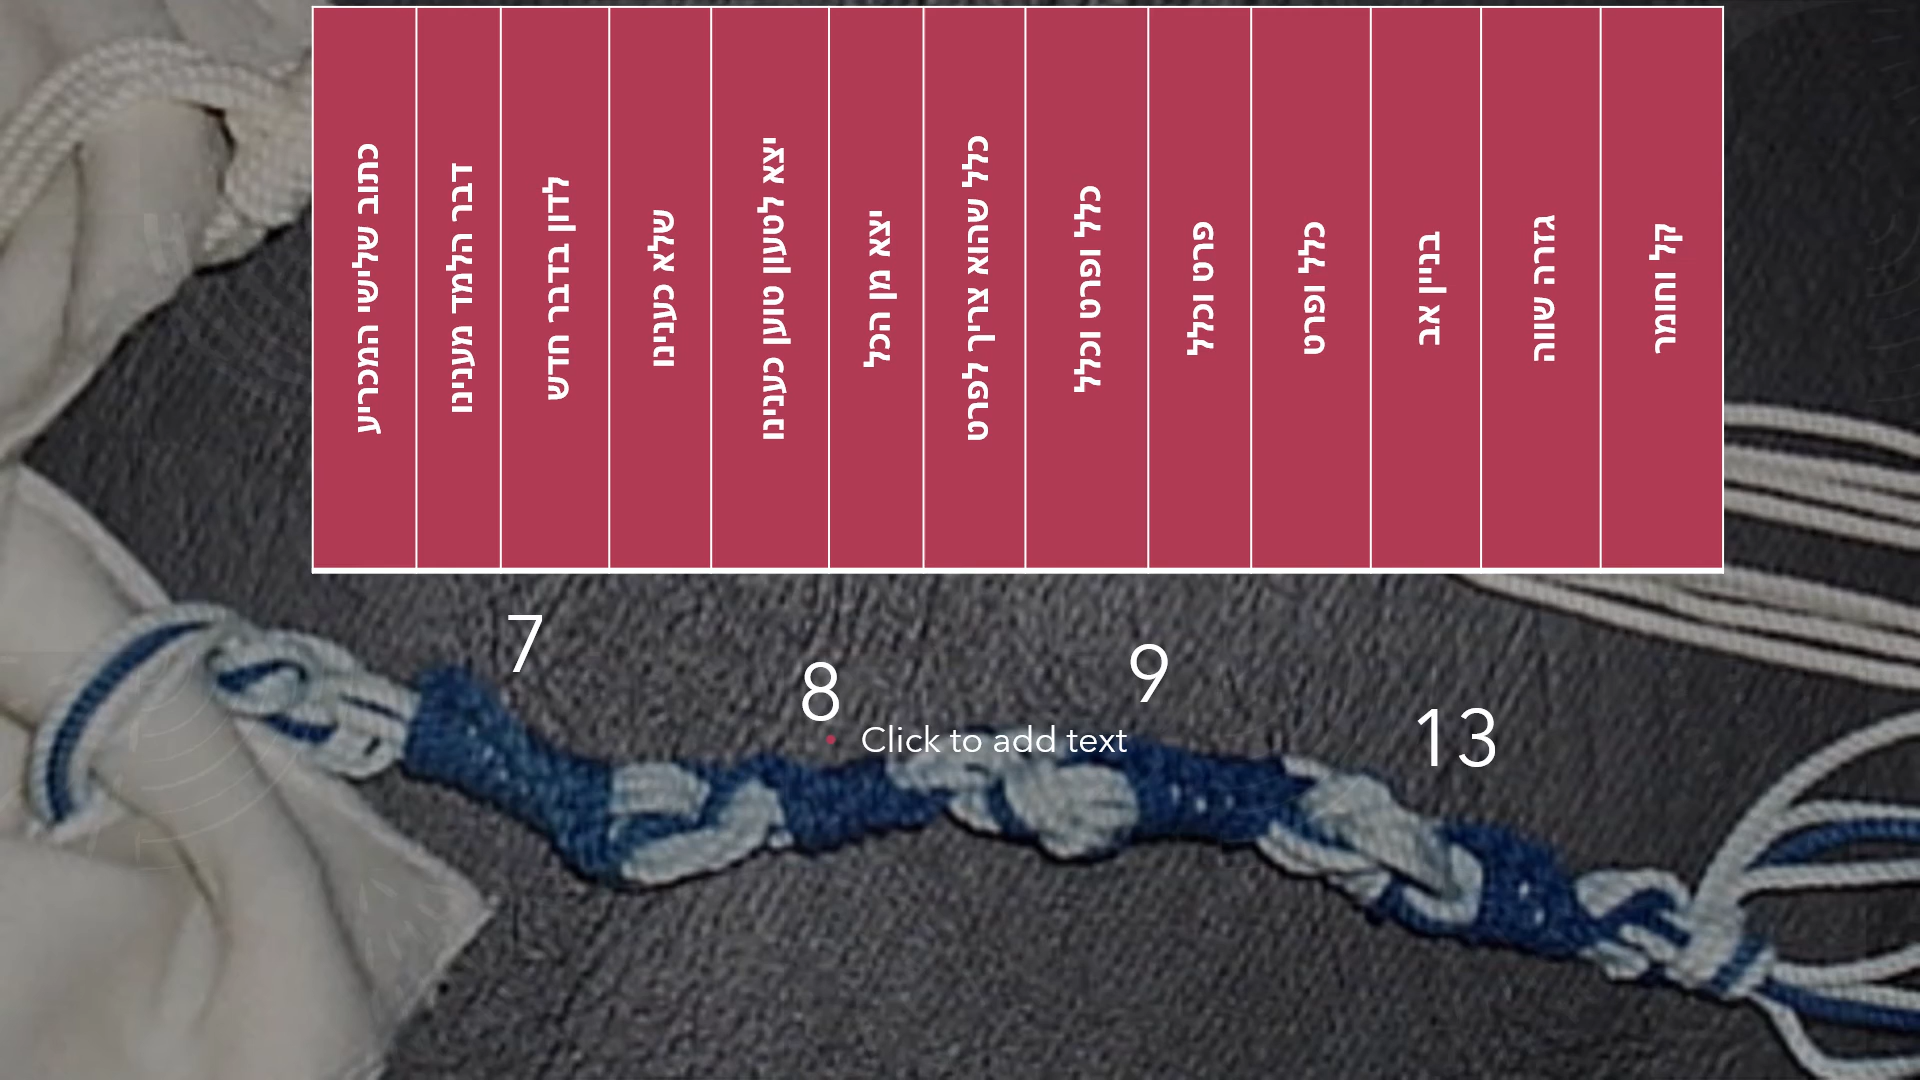 קל וחומר
גזרה שווה
בניין אב
כלל ופרט
פרט וכלל
כלל ופרט וכלל
כלל שהוא צריך לפרט
יצא מן הכל
יצא לטעון טוען כענינו
שלא כענינו
לדון בדבר חדש
דבר הלמד מענינו
כתוב שלישי המכריע
7
8
9
13
• Click to add text